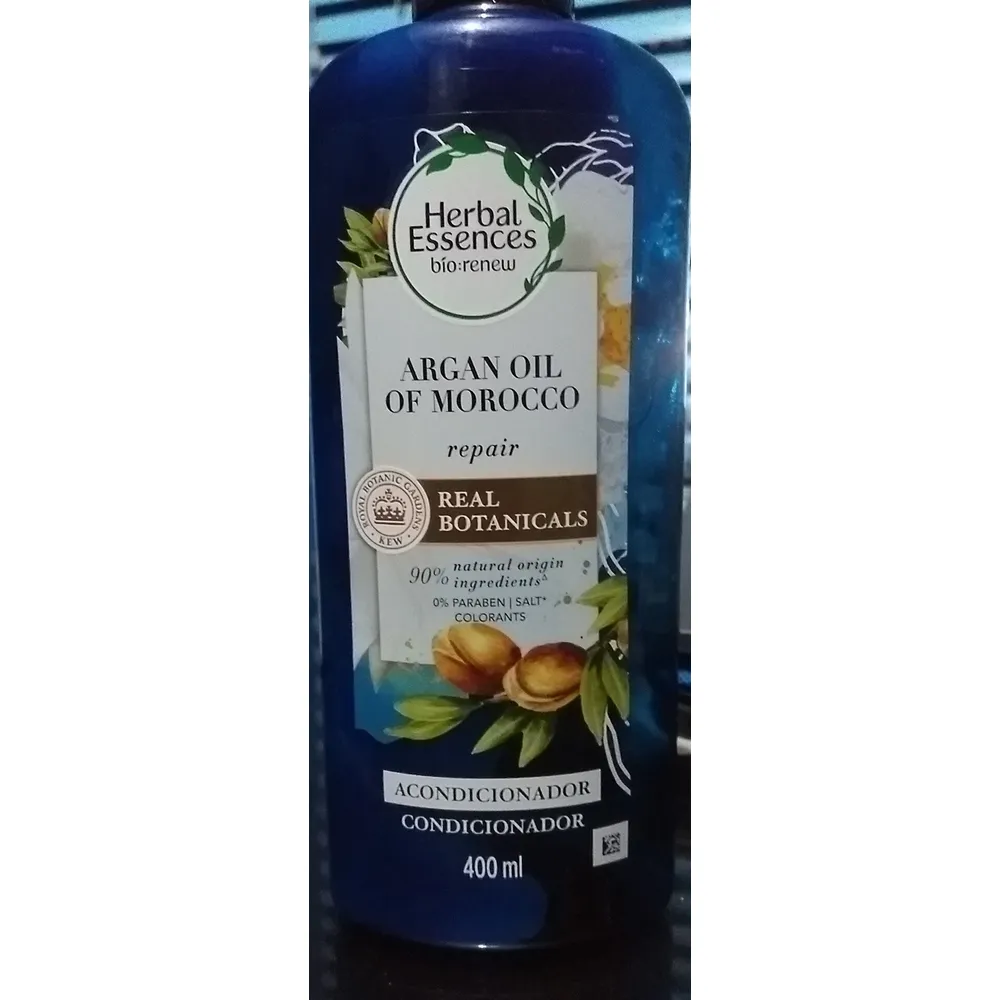 Herbal
Essences
bío:renew
ARGAN OIL
OF MOROCCO
repair
ROYAL BOTANIC GARDENS
• KEW •
REAL
BOTANICALS
90% natural origin
ingredients△
0% PARABEN | SALT*
COLORANTS
ACONDICIONADOR
CONDICIONADOR
400 ml